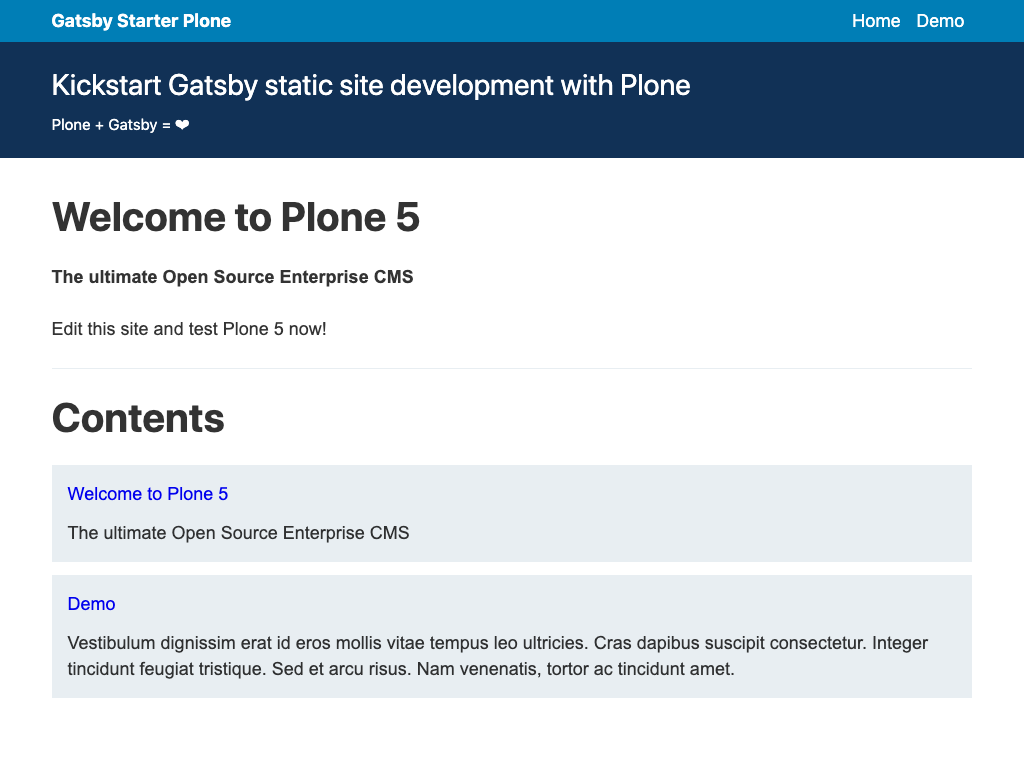 Gatsby Starter Plone
Home Demo
Kickstart Gatsby static site development with Plone
Plone + Gatsby = ❤
Welcome to Plone 5
The ultimate Open Source Enterprise CMS
Edit this site and test Plone 5 now!
Contents
Welcome to Plone 5
The ultimate Open Source Enterprise CMS
Demo
Vestibulum dignissim erat id eros mollis vitae tempus leo ultricies. Cras dapibus suscipit consectetur. Integer
tincidunt feugiat tristique. Sed et arcu risus. Nam venenatis, tortor ac tincidunt amet.